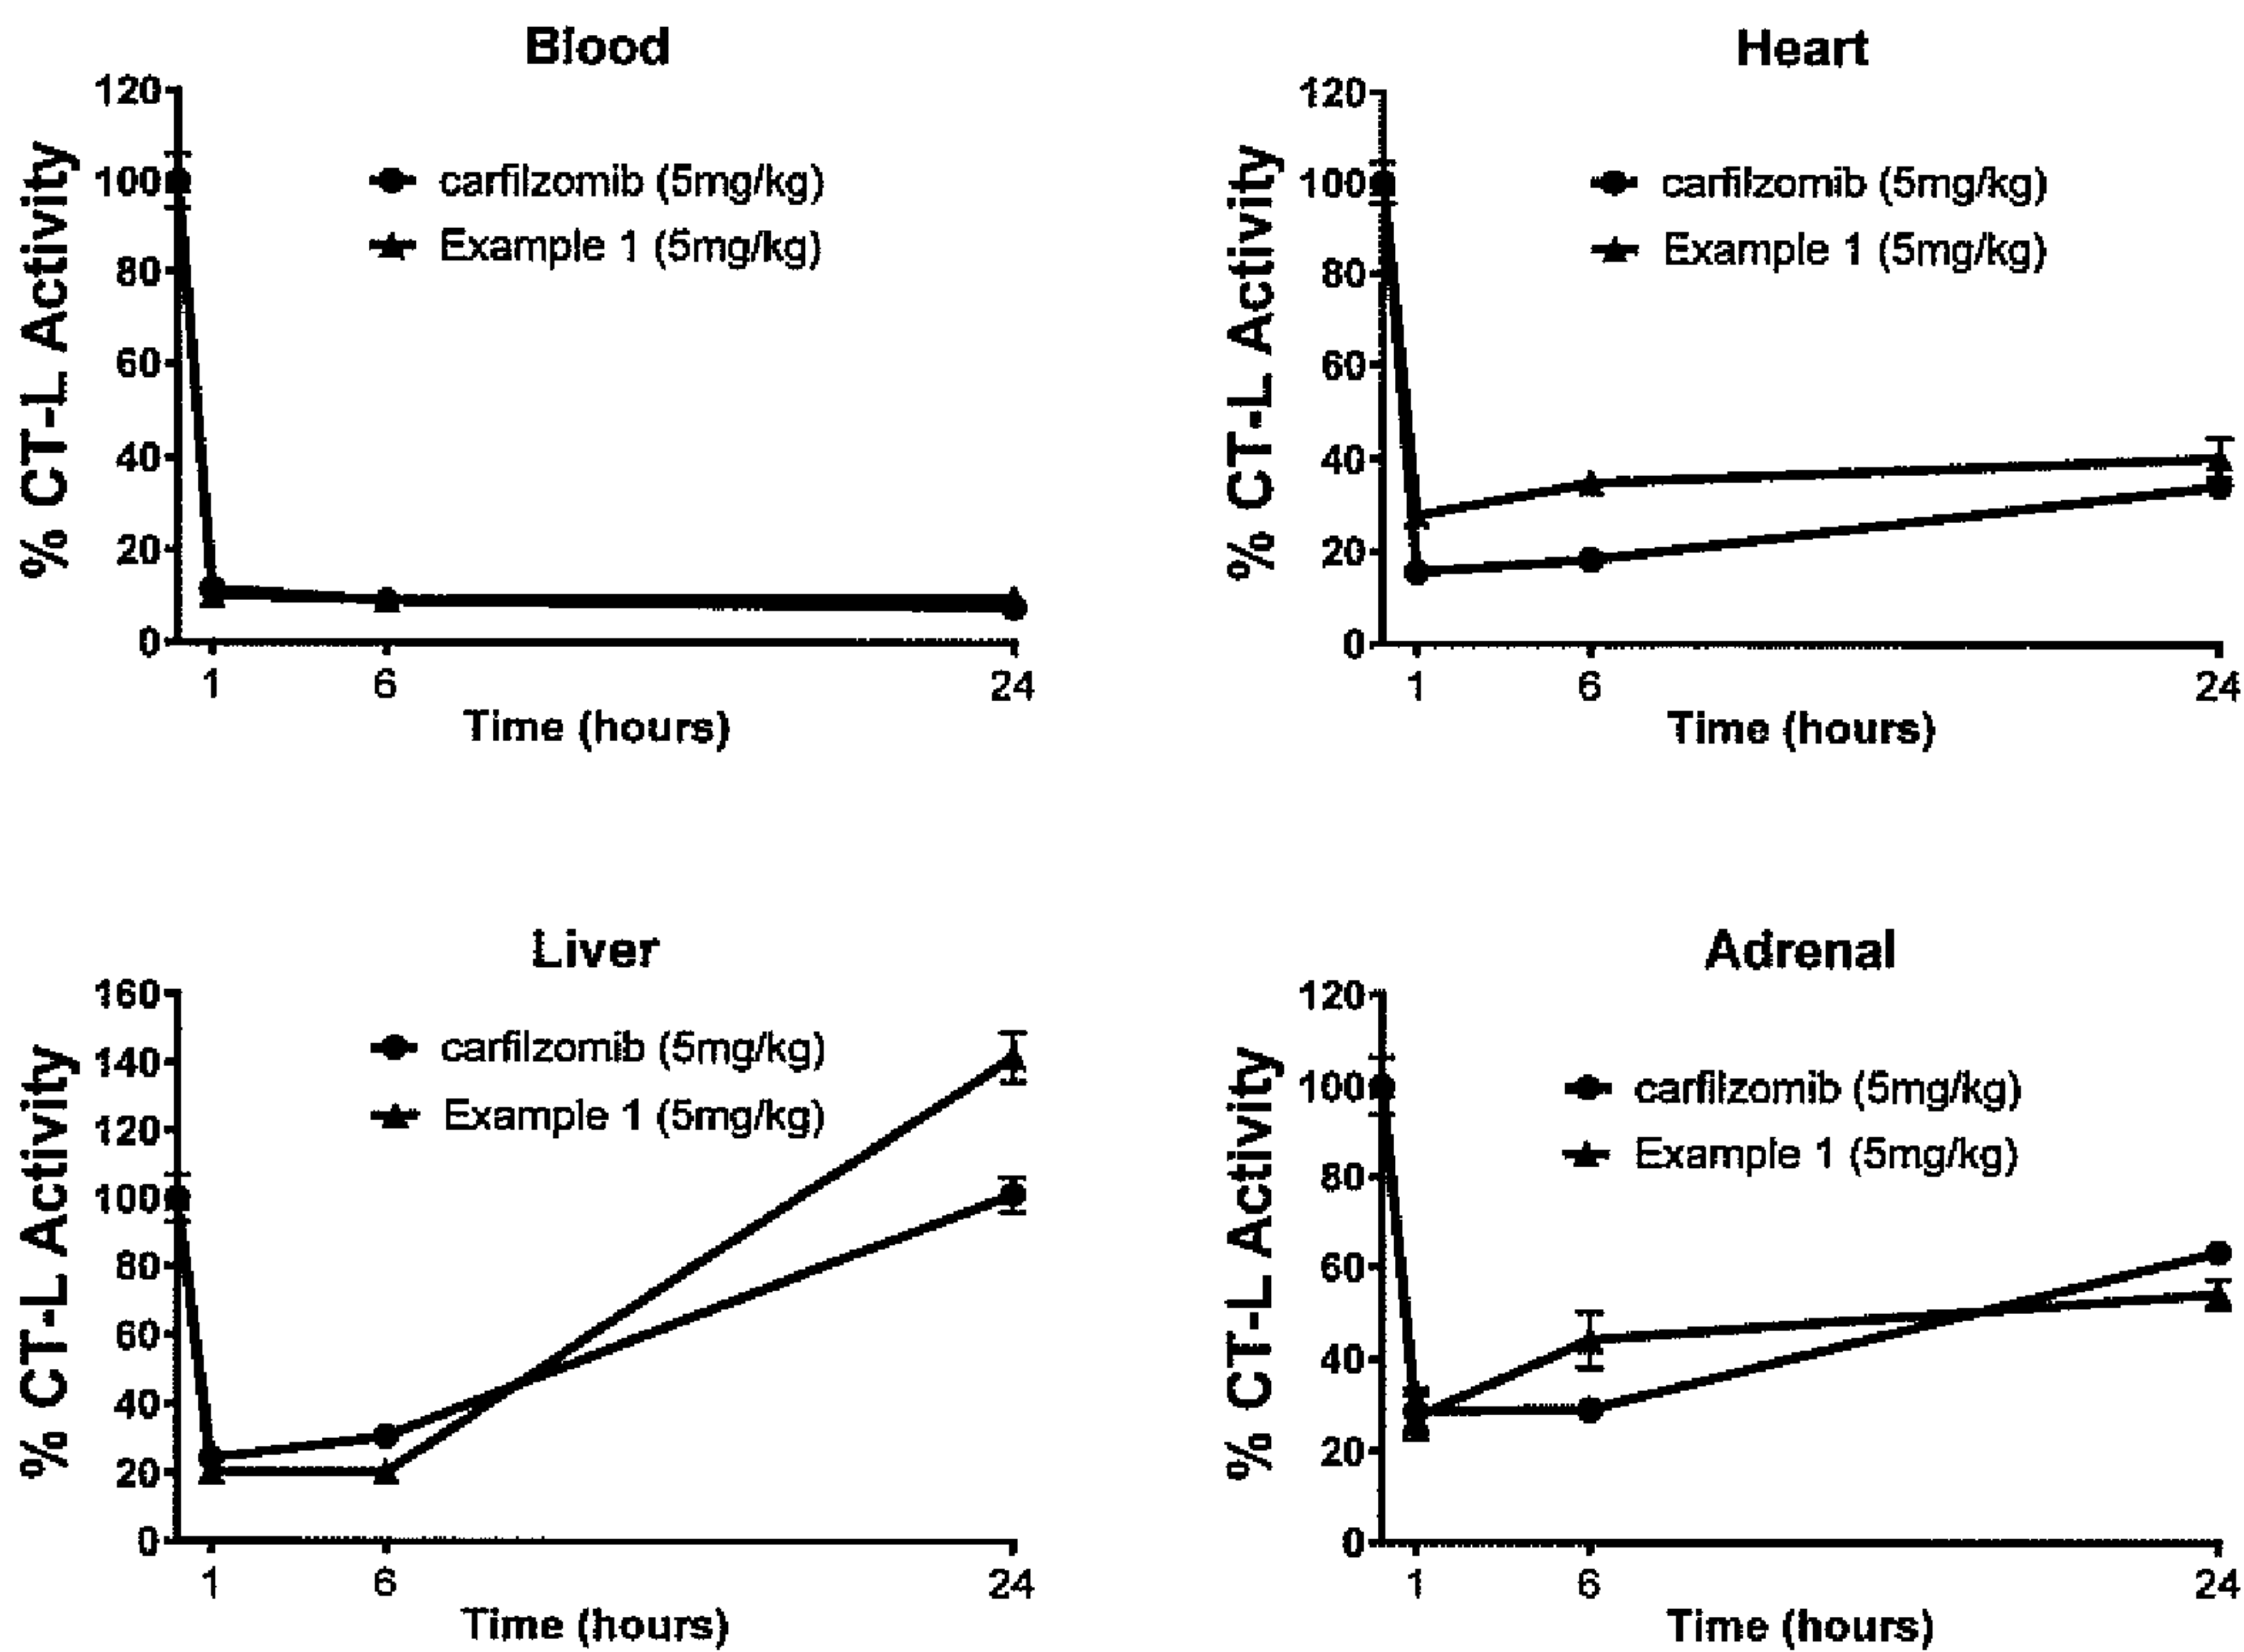 Blood
% CT-L Activity
120
100
80
60
40
20
0
carfilzomib (5mg/kg)
Example 1 (5mg/kg)
1 6 24
Time (hours)
Heart
% CT-L Activity
120
100
80
60
40
20
0
carfilzomib (5mg/kg)
Example 1 (5mg/kg)
1 6 24
Time (hours)
Liver
% CT-L Activity
160
140
120
100
80
60
40
20
0
carfilzomib (5mg/kg)
Example 1 (5mg/kg)
1 6 24
Time (hours)
Adrenal
% CT-L Activity
120
100
80
60
40
20
0
carfilzomib (5mg/kg)
Example 1 (5mg/kg)
1 6 24
Time (hours)